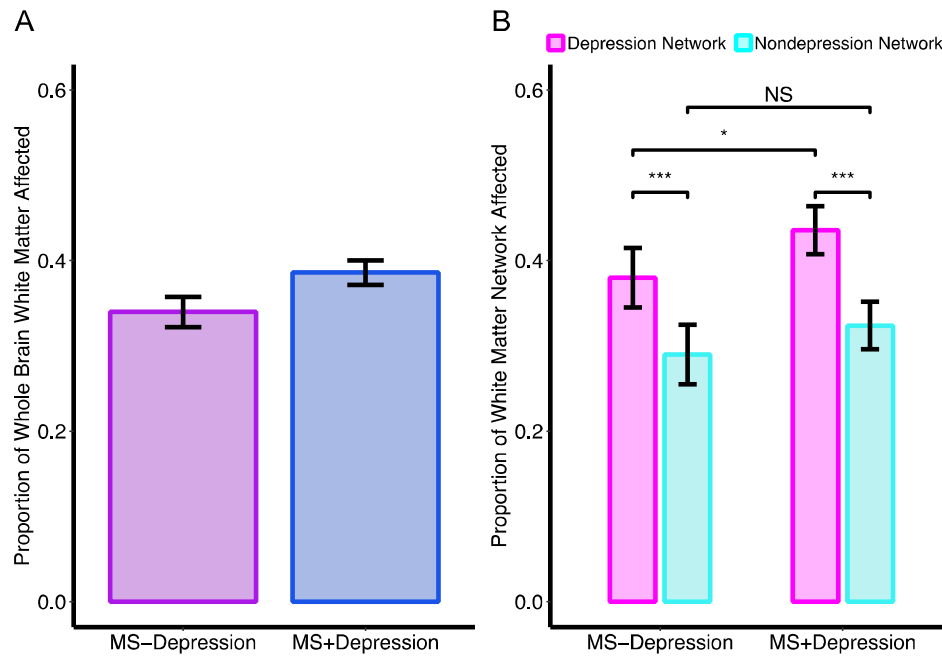 A
Proportion of Whole Brain White Matter Affected
0.6
0.4
0.2
0.0
MS−Depression
MS+Depression
B
Depression Network
Nondepression Network
Proportion of White Matter Network Affected
0.6
0.4
0.2
0.0
NS
*
***
***
MS−Depression
MS+Depression